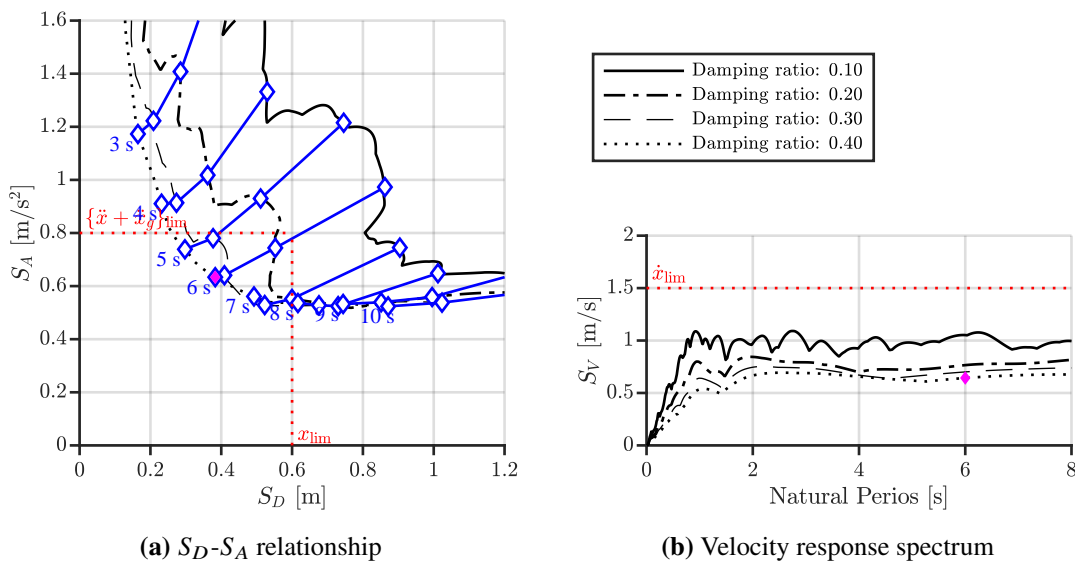 1.6
1.4
1.2
1
0.8
0.6
0.4
0.2
0
S_A [m/s²]
3 s
4 s
5 s
6 s
7 s
8 s
9 s
10 s
{ẍ + ẍ_g}_lim
x_lim
0 0.2 0.4 0.6 0.8 1 1.2
S_D [m]
(a) S_D-S_A relationship
Damping ratio: 0.10
Damping ratio: 0.20
Damping ratio: 0.30
Damping ratio: 0.40
2
1.5
1
0.5
0
S_V [m/s]
ẋ_lim
0 2 4 6 8
Natural Perios [s]
(b) Velocity response spectrum